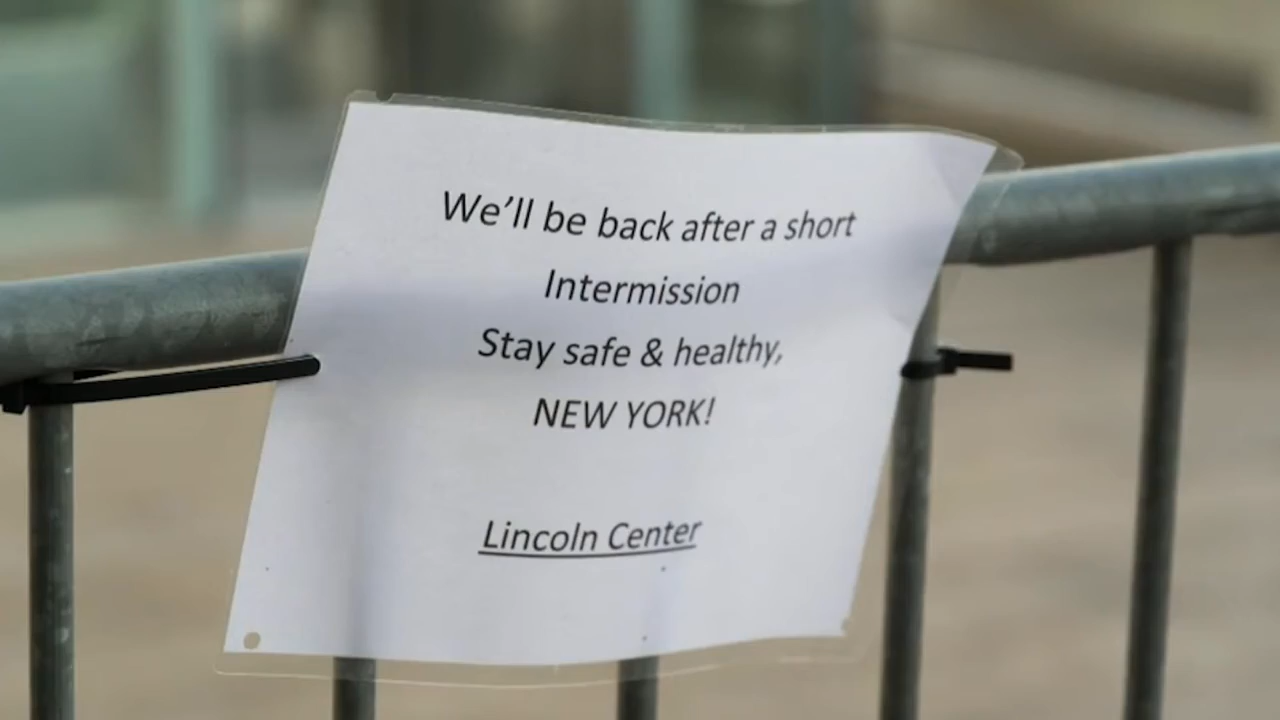 We'll be back after a short
Intermission
Stay safe & healthy,
NEW YORK!
Lincoln Center